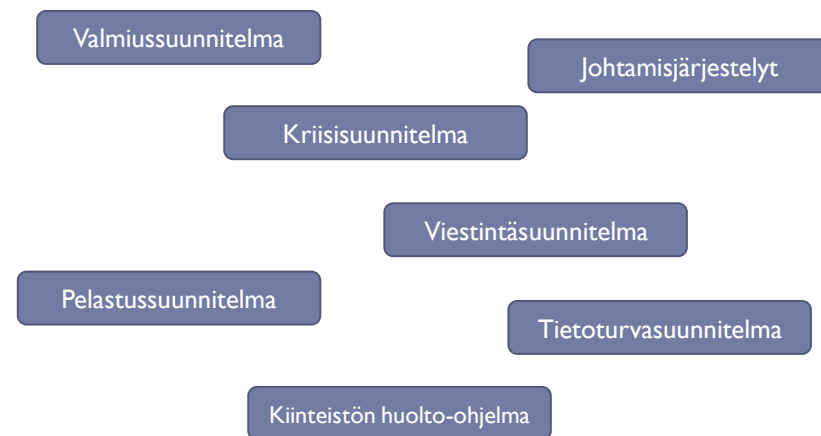 Valmiussuunnitelma
Johtamisjärjestelyt
Kriisisuunnitelma
Viestintäsuunnitelma
Pelastussuunnitelma
Tietoturvasuunnitelma
Kiinteistön huolto-ohjelma